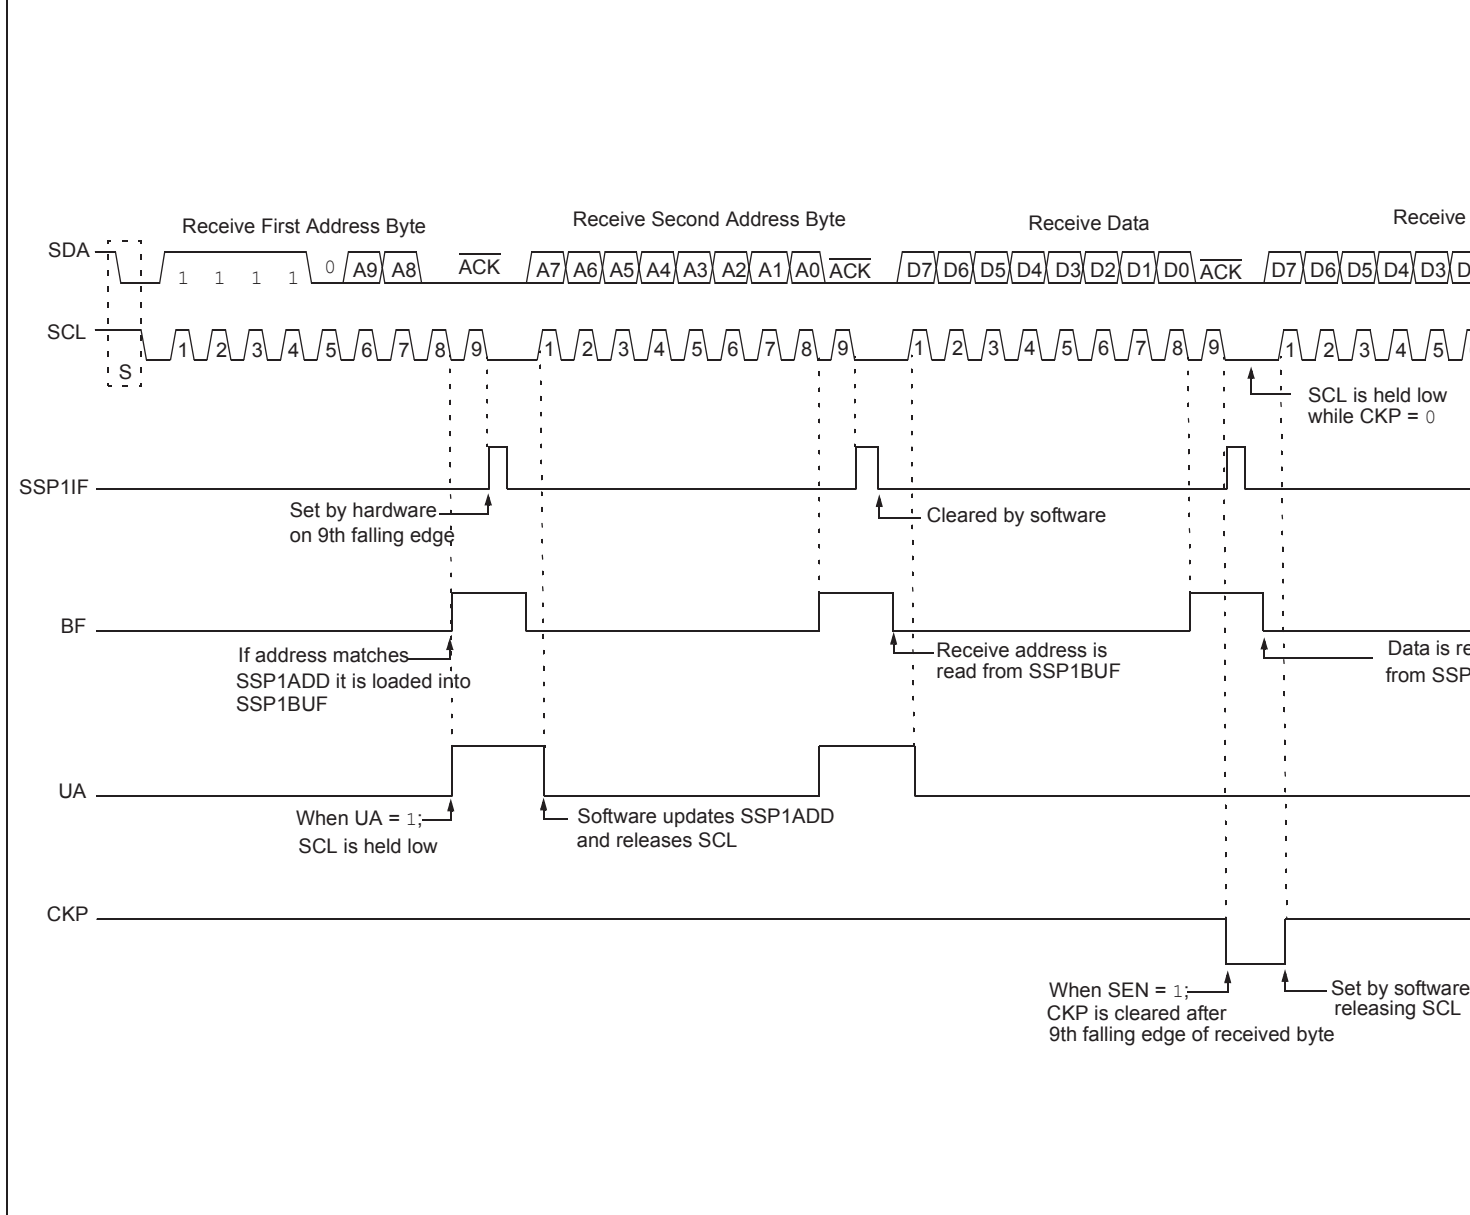 Receive First Address Byte
Receive Second Address Byte
Receive Data
Receive
SDA
1 1 1 1 0 A9 A8 ACK A7 A6 A5 A4 A3 A2 A1 A0 ACK D7 D6 D5 D4 D3 D2 D1 D0 ACK D7 D6 D5 D4 D3 D
SCL
1 2 3 4 5 6 7 8 9 1 2 3 4 5 6 7 8 9 1 2 3 4 5 6 7 8 9 1 2 3 4 5
S
SCL is held low
while CKP = 0
SSP1IF
Set by hardware
on 9th falling edge
Cleared by software
BF
If address matches
SSP1ADD it is loaded into
SSP1BUF
Receive address is
read from SSP1BUF
Data is re
from SSP
UA
When UA = 1;
SCL is held low
Software updates SSP1ADD
and releases SCL
CKP
When SEN = 1;
CKP is cleared after
9th falling edge of received byte
Set by software
releasing SCL